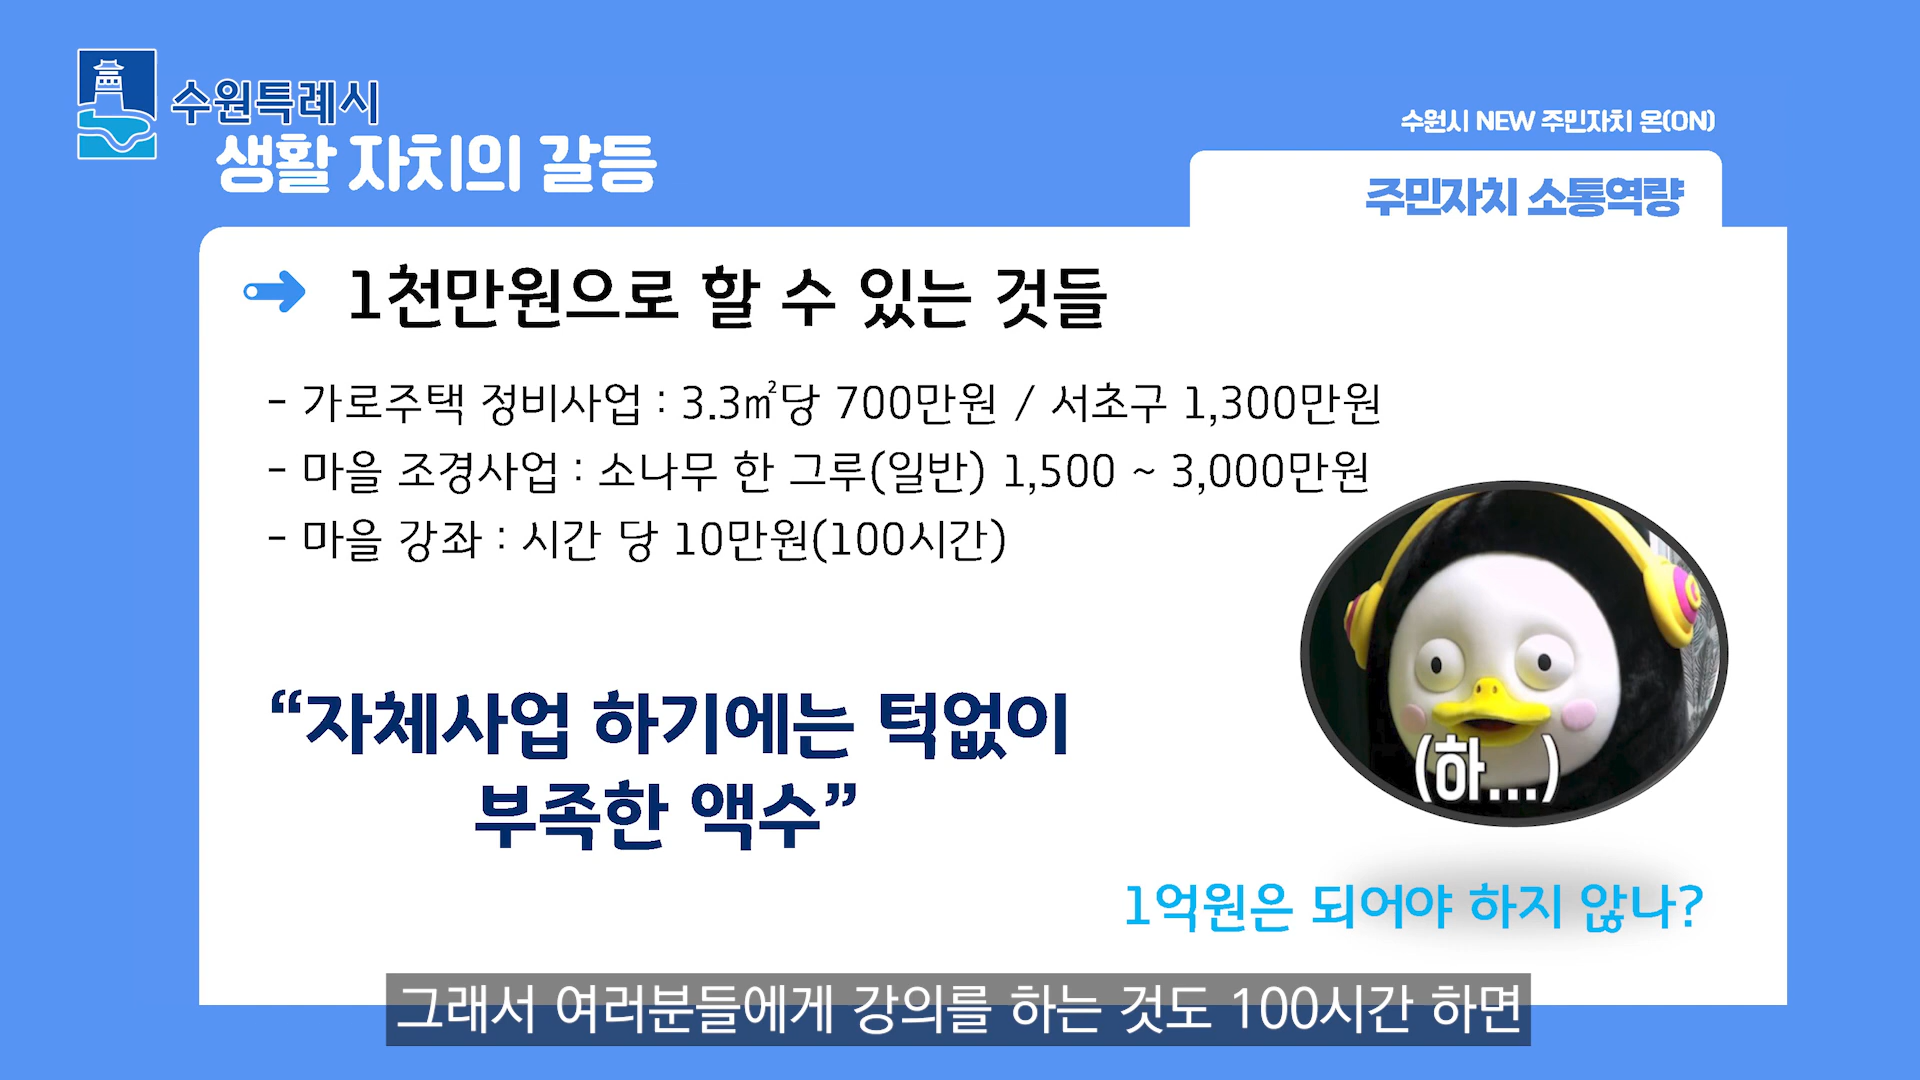 수원특례시
생활 자치의 갈등
수원시 NEW 주민자치 온(ON)
주민자치 소통역량
1천만원으로 할 수 있는 것들
- 가로주택 정비사업 : 3.3㎡당 700만원 / 서초구 1,300만원
- 마을 조경사업 : 소나무 한 그루(일반) 1,500 ~ 3,000만원
- 마을 강좌 : 시간 당 10만원(100시간)
“자체사업 하기에는 턱없이
부족한 액수”
(하...)
1억원은 되어야 하지 않나?
그래서 여러분들에게 강의를 하는 것도 100시간 하면